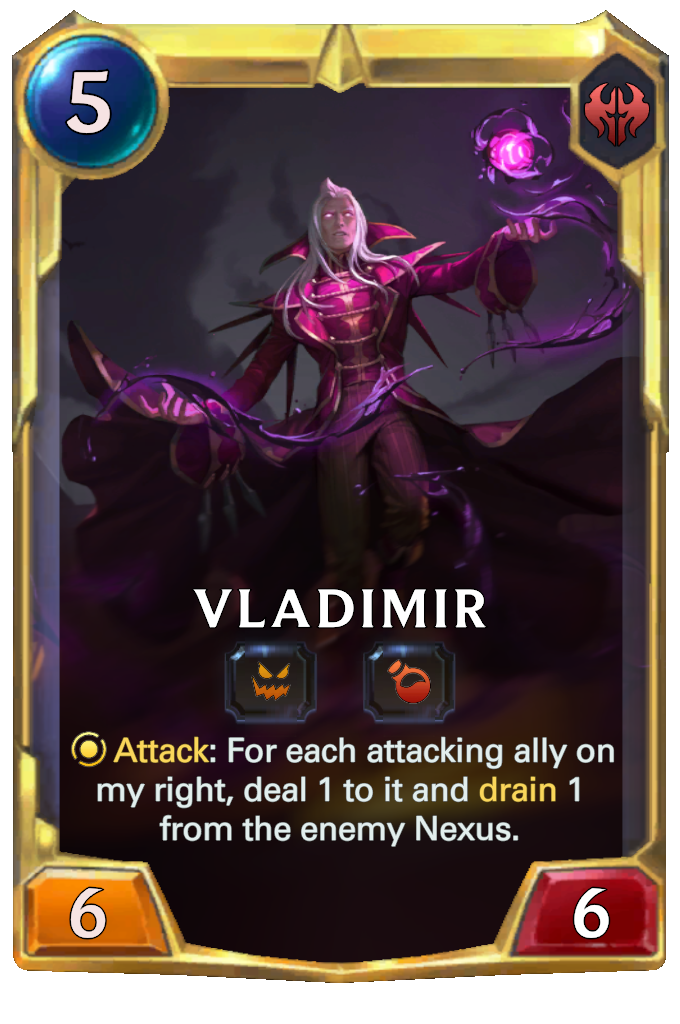 5
VLADIMIR
Attack: For each attacking ally on
my right, deal 1 to it and drain 1
from the enemy Nexus.
6 6